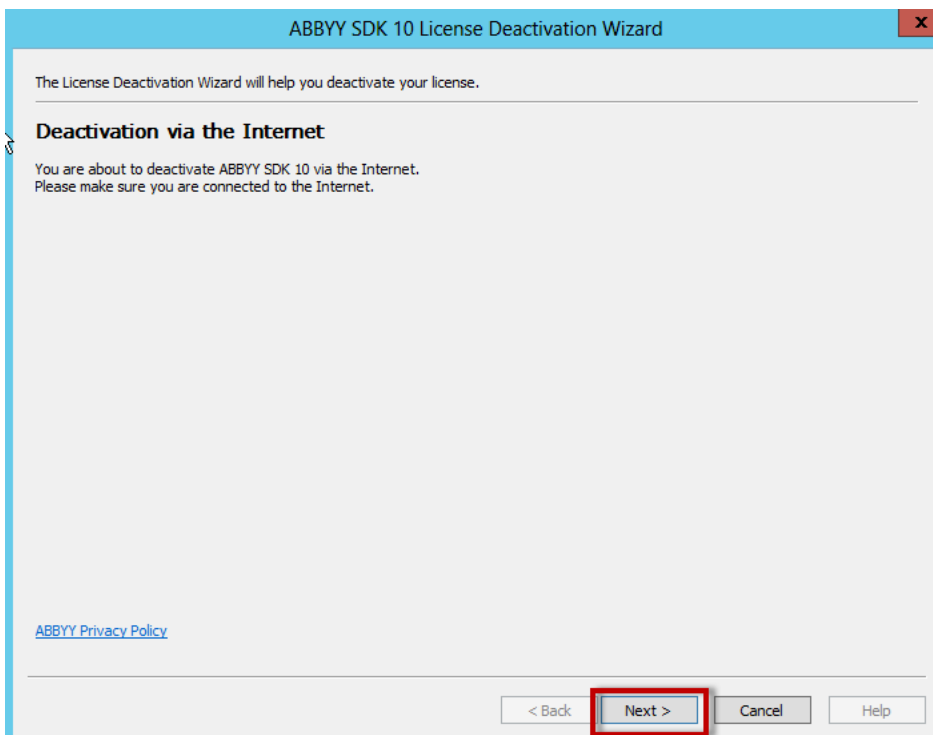 ABBYY SDK 10 License Deactivation Wizard
x
The License Deactivation Wizard will help you deactivate your license.
Deactivation via the Internet
You are about to deactivate ABBYY SDK 10 via the Internet.
Please make sure you are connected to the Internet.
ABBYY Privacy Policy
< Back Next > Cancel Help